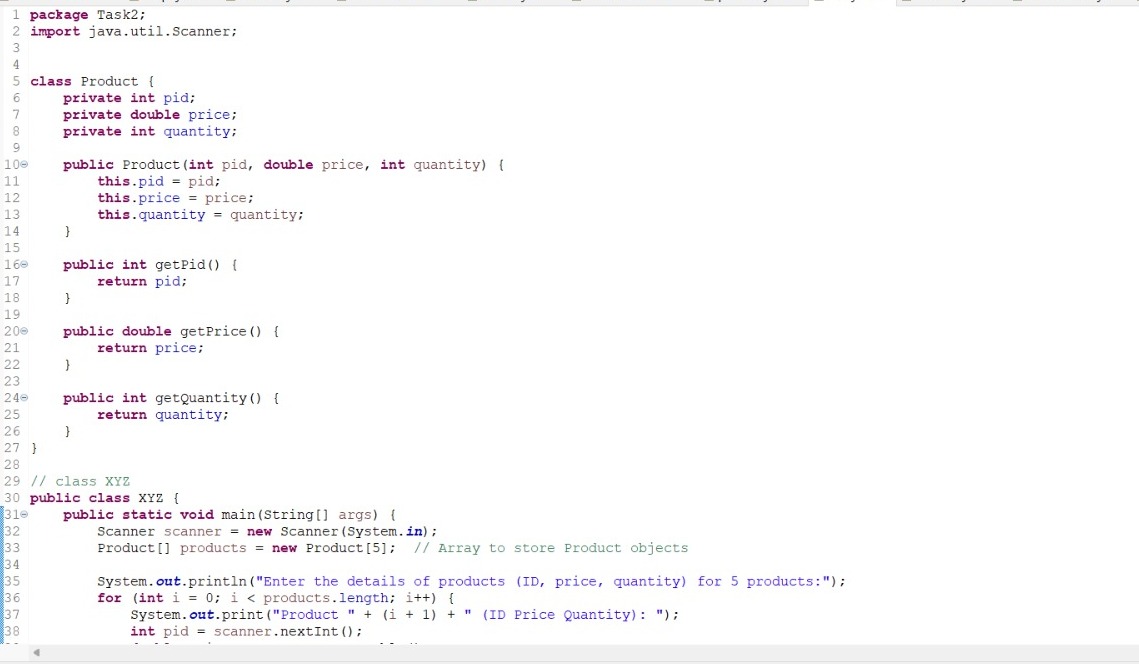 1 package Task2;
2 import java.util.Scanner;
3
4
5 class Product {
6     private int pid;
7     private double price;
8     private int quantity;
9
10     public Product(int pid, double price, int quantity) {
11         this.pid = pid;
12         this.price = price;
13         this.quantity = quantity;
14     }
15
16     public int getPid() {
17         return pid;
18     }
19
20     public double getPrice() {
21         return price;
22     }
23
24     public int getQuantity() {
25         return quantity;
26     }
27 }
28
29 // class XYZ
30 public class XYZ {
31     public static void main(String[] args) {
32         Scanner scanner = new Scanner(System.in);
33         Product[] products = new Product[5];  // Array to store Product objects
34
35         System.out.println("Enter the details of products (ID, price, quantity) for 5 products:");
36         for (int i = 0; i < products.length; i++) {
37             System.out.print("Product " + (i + 1) + " (ID Price Quantity): ");
38             int pid = scanner.nextInt();